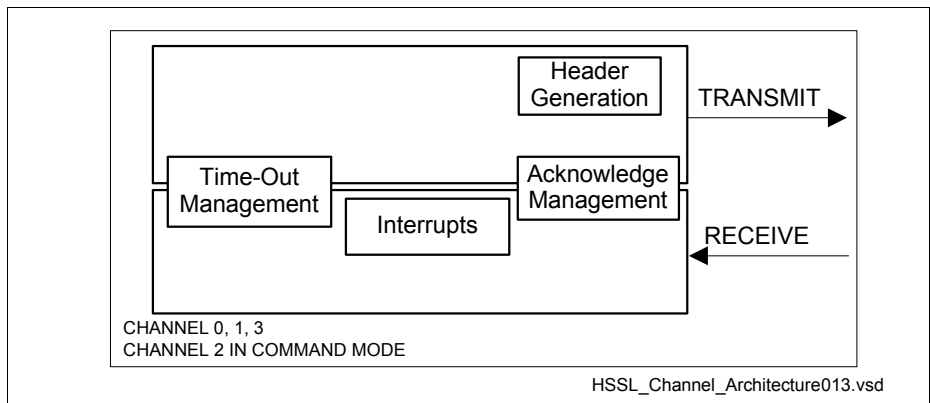 Header
Generation
TRANSMIT
Time-Out
Management
Acknowledge
Management
Interrupts
RECEIVE
CHANNEL 0, 1, 3
CHANNEL 2 IN COMMAND MODE
HSSL_Channel_Architecture013.vsd